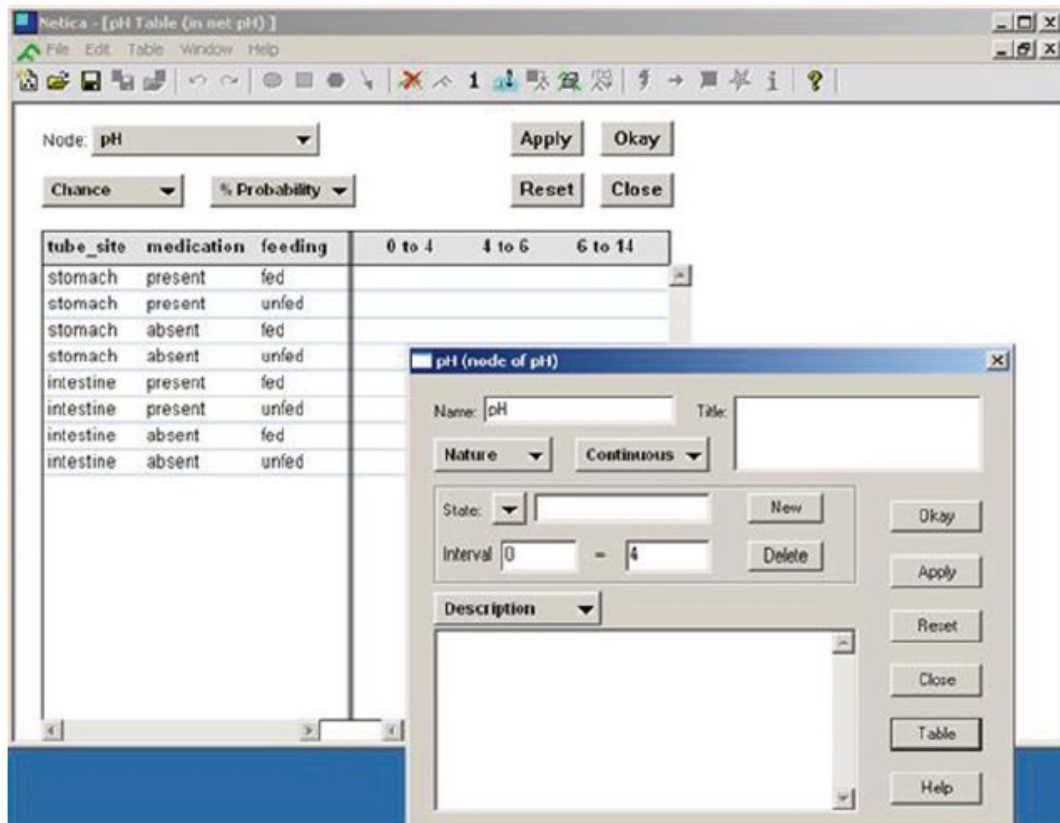 Netica - [pH Table (in net pH) ]
File Edit Table Window Help
1 i ?
Node: pH Apply Okay
Chance % Probability Reset Close
tube_site medication feeding 0 to 4 4 to 6 6 to 14
stomach present fed
stomach present unfed
stomach absent fed
stomach absent unfed
intestine present fed
intestine present unfed
intestine absent fed
intestine absent unfed
pH (node of pH)
Name: pH Title:
Nature Continuous
State: New
Interval 0 - 4 Delete
Okay
Apply
Description
Reset
Close
Table
Help